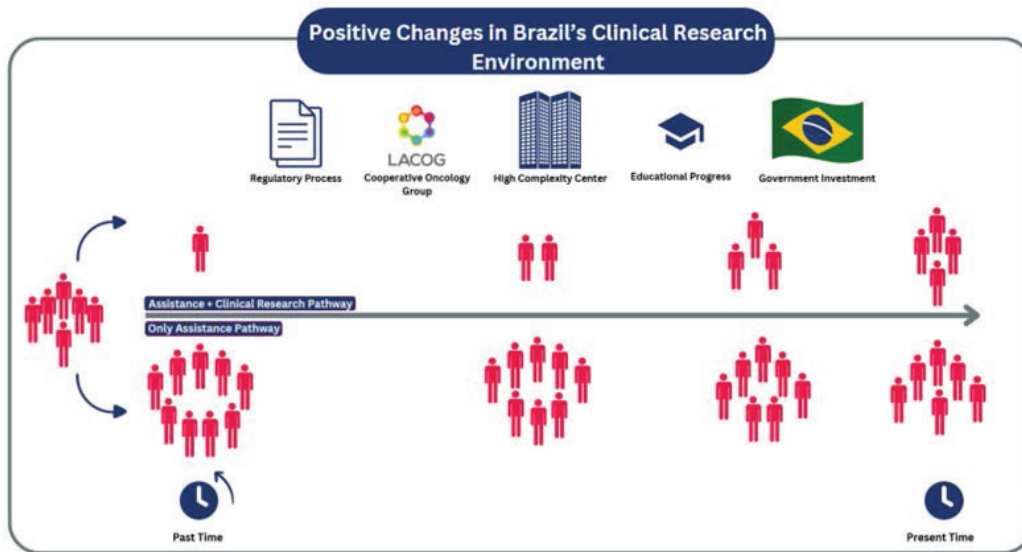 Positive Changes in Brazil's Clinical Research
Environment
Regulatory Process
LACOG
Cooperative Oncology
Group
High Complexity Center
Educational Progress
Government Investment
Assistance + Clinical Research Pathway
Only Assistance Pathway
Past Time
Present Time